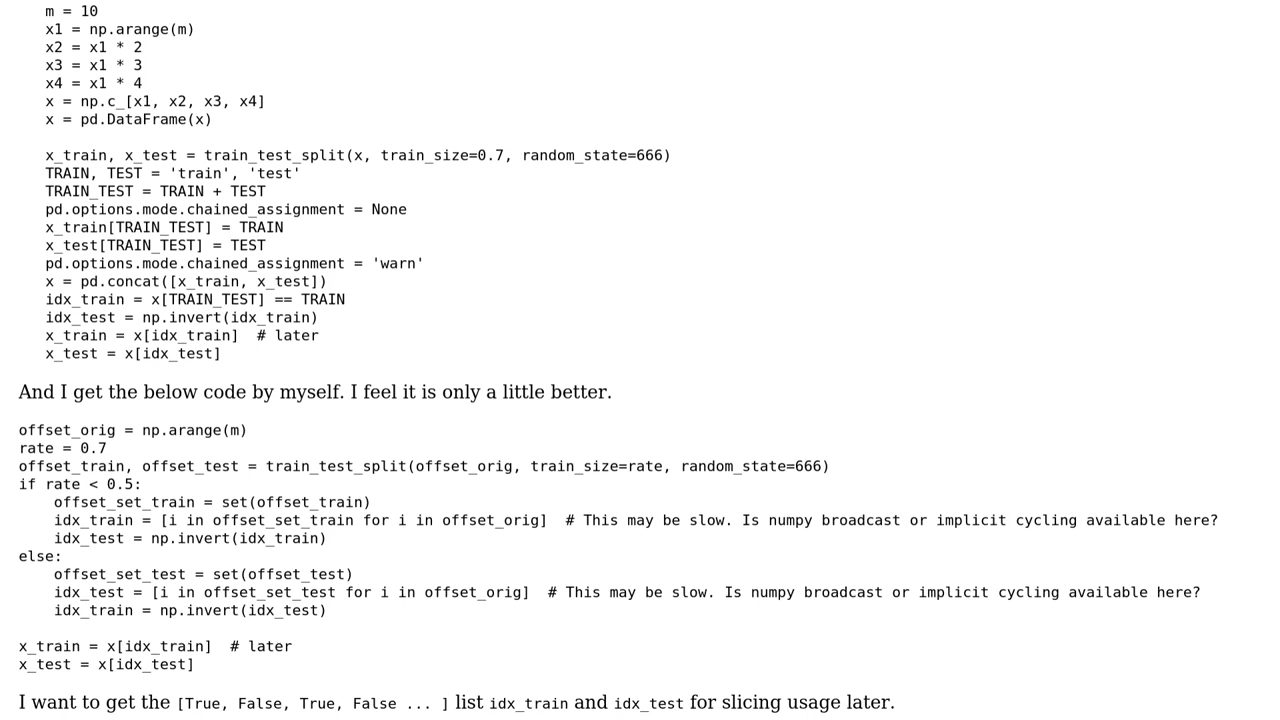 m = 10
x1 = np.arange(m)
x2 = x1 * 2
x3 = x1 * 3
x4 = x1 * 4
x = np.c_[x1, x2, x3, x4]
x = pd.DataFrame(x)

x_train, x_test = train_test_split(x, train_size=0.7, random_state=666)
TRAIN, TEST = 'train', 'test'
TRAIN_TEST = TRAIN + TEST
pd.options.mode.chained_assignment = None
x_train[TRAIN_TEST] = TRAIN
x_test[TRAIN_TEST] = TEST
pd.options.mode.chained_assignment = 'warn'
x = pd.concat([x_train, x_test])
idx_train = x[TRAIN_TEST] == TRAIN
idx_test = np.invert(idx_train)
x_train = x[idx_train]  # later
x_test = x[idx_test]

And I get the below code by myself. I feel it is only a little better.

offset_orig = np.arange(m)
rate = 0.7
offset_train, offset_test = train_test_split(offset_orig, train_size=rate, random_state=666)
if rate < 0.5:
    offset_set_train = set(offset_train)
    idx_train = [i in offset_set_train for i in offset_orig]  # This may be slow. Is numpy broadcast or implicit cycling available here?
    idx_test = np.invert(idx_train)
else:
    offset_set_test = set(offset_test)
    idx_test = [i in offset_set_test for i in offset_orig]  # This may be slow. Is numpy broadcast or implicit cycling available here?
    idx_train = np.invert(idx_test)

x_train = x[idx_train]  # later
x_test = x[idx_test]

I want to get the [True, False, True, False ... ] list idx_train and idx_test for slicing usage later.